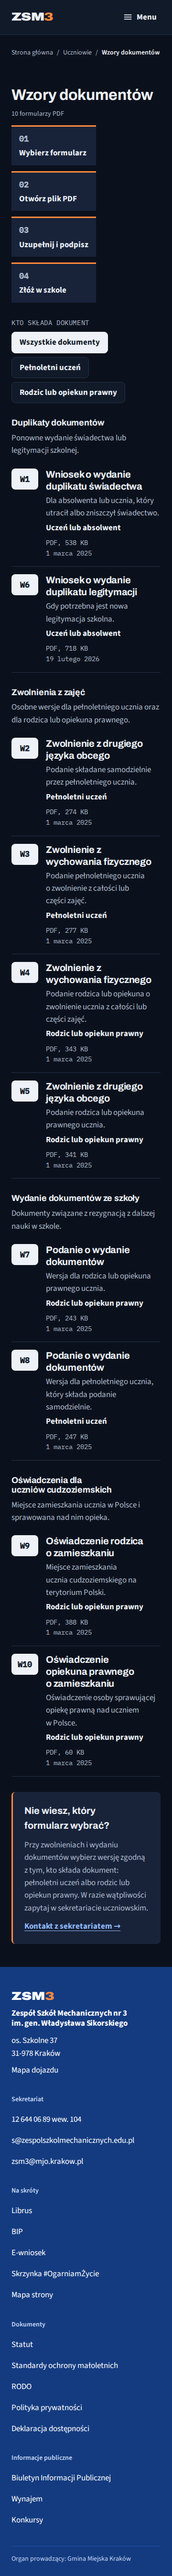 ZSM3
Menu
Strona główna / Uczniowie / Wzory dokumentów
Wzory dokumentów
10 formularzy PDF
01
Wybierz formularz
02
Otwórz plik PDF
03
Uzupełnij i podpisz
04
Złóż w szkole
KTO SKŁADA DOKUMENT
Wszystkie dokumenty
Pełnoletni uczeń
Rodzic lub opiekun prawny
Duplikaty dokumentów
Ponowne wydanie świadectwa lub
legitymacji szkolnej.
W1
Wniosek o wydanie
duplikatu świadectwa
Dla absolwenta lub ucznia, który
utracił albo zniszczył świadectwo.
Uczeń lub absolwent
PDF, 538 KB
1 marca 2025
W6
Wniosek o wydanie
duplikatu legitymacji
Gdy potrzebna jest nowa
legitymacja szkolna.
Uczeń lub absolwent
PDF, 718 KB
19 lutego 2026
Zwolnienia z zajęć
Osobne wersje dla pełnoletniego ucznia oraz
dla rodzica lub opiekuna prawnego.
W2
Zwolnienie z drugiego
języka obcego
Podanie składane samodzielnie
przez pełnoletniego ucznia.
Pełnoletni uczeń
PDF, 274 KB
1 marca 2025
W3
Zwolnienie z
wychowania fizycznego
Podanie pełnoletniego ucznia
o zwolnienie z całości lub
części zajęć.
Pełnoletni uczeń
PDF, 277 KB
1 marca 2025
W4
Zwolnienie z
wychowania fizycznego
Podanie rodzica lub opiekuna o
zwolnienie ucznia z całości lub
części zajęć.
Rodzic lub opiekun prawny
PDF, 343 KB
1 marca 2025
W5
Zwolnienie z drugiego
języka obcego
Podanie rodzica lub opiekuna
prawnego ucznia.
Rodzic lub opiekun prawny
PDF, 341 KB
1 marca 2025
Wydanie dokumentów ze szkoły
Dokumenty związane z rezygnacją z dalszej
nauki w szkole.
W7
Podanie o wydanie
dokumentów
Wersja dla rodzica lub opiekuna
prawnego ucznia.
Rodzic lub opiekun prawny
PDF, 243 KB
1 marca 2025
W8
Podanie o wydanie
dokumentów
Wersja dla pełnoletniego ucznia,
który składa podanie
samodzielnie.
Pełnoletni uczeń
PDF, 247 KB
1 marca 2025
Oświadczenia dla
uczniów cudzoziemskich
Miejsce zamieszkania ucznia w Polsce i
sprawowana nad nim opieka.
W9
Oświadczenie rodzica
o zamieszkaniu
Miejsce zamieszkania
ucznia cudzoziemskiego na
terytorium Polski.
Rodzic lub opiekun prawny
PDF, 388 KB
1 marca 2025
W10
Oświadczenie
opiekuna prawnego
o zamieszkaniu
Oświadczenie osoby sprawującej
opiekę prawną nad uczniem
w Polsce.
Rodzic lub opiekun prawny
PDF, 60 KB
1 marca 2025
Nie wiesz, który
formularz wybrać?
Przy zwolnieniach i wydaniu
dokumentów wybierz wersję zgodną
z tym, kto składa dokument:
pełnoletni uczeń albo rodzic lub
opiekun prawny. W razie wątpliwości
zapytaj w sekretariacie uczniowskim.
Kontakt z sekretariatem →
ZSM3
Zespół Szkół Mechanicznych nr 3
im. gen. Władysława Sikorskiego
os. Szkolne 37
31-978 Kraków
Mapa dojazdu
Sekretariat
12 644 06 89 wew. 104
s@zespolszkolmechanicznych.edu.pl
zsm3@mjo.krakow.pl
Na skróty
Librus
BIP
E-wniosek
Skrzynka #OgarniamŻycie
Mapa strony
Dokumenty
Statut
Standardy ochrony małoletnich
RODO
Polityka prywatności
Deklaracja dostępności
Informacje publiczne
Biuletyn Informacji Publicznej
Wynajem
Konkursy
Organ prowadzący: Gmina Miejska Kraków